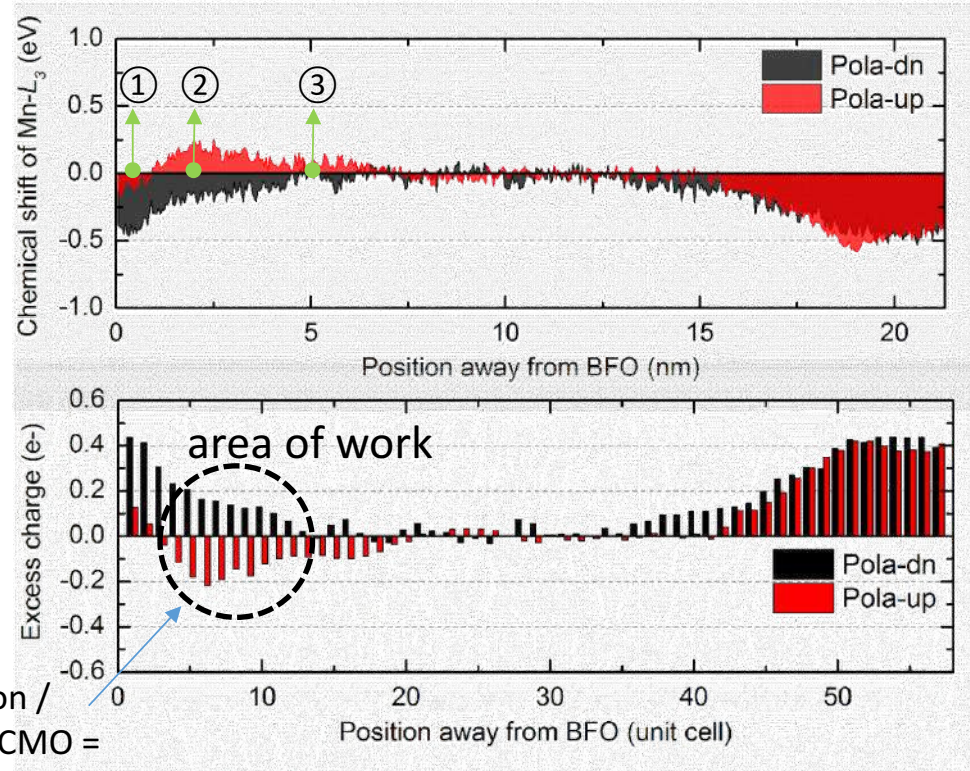 Chemical shift of Mn-L₃ (eV)
1.0
0.5
0.0
-0.5
-1.0
① ② ③
Pola-dn
Pola-up
0 5 10 15 20
Position away from BFO (nm)
Excess charge (e-)
0.6
0.4
0.2
0.0
-0.2
-0.4
-0.6
area of work
Pola-dn
Pola-up
0 10 20 30 40 50
Position away from BFO (unit cell)
/
CMO =